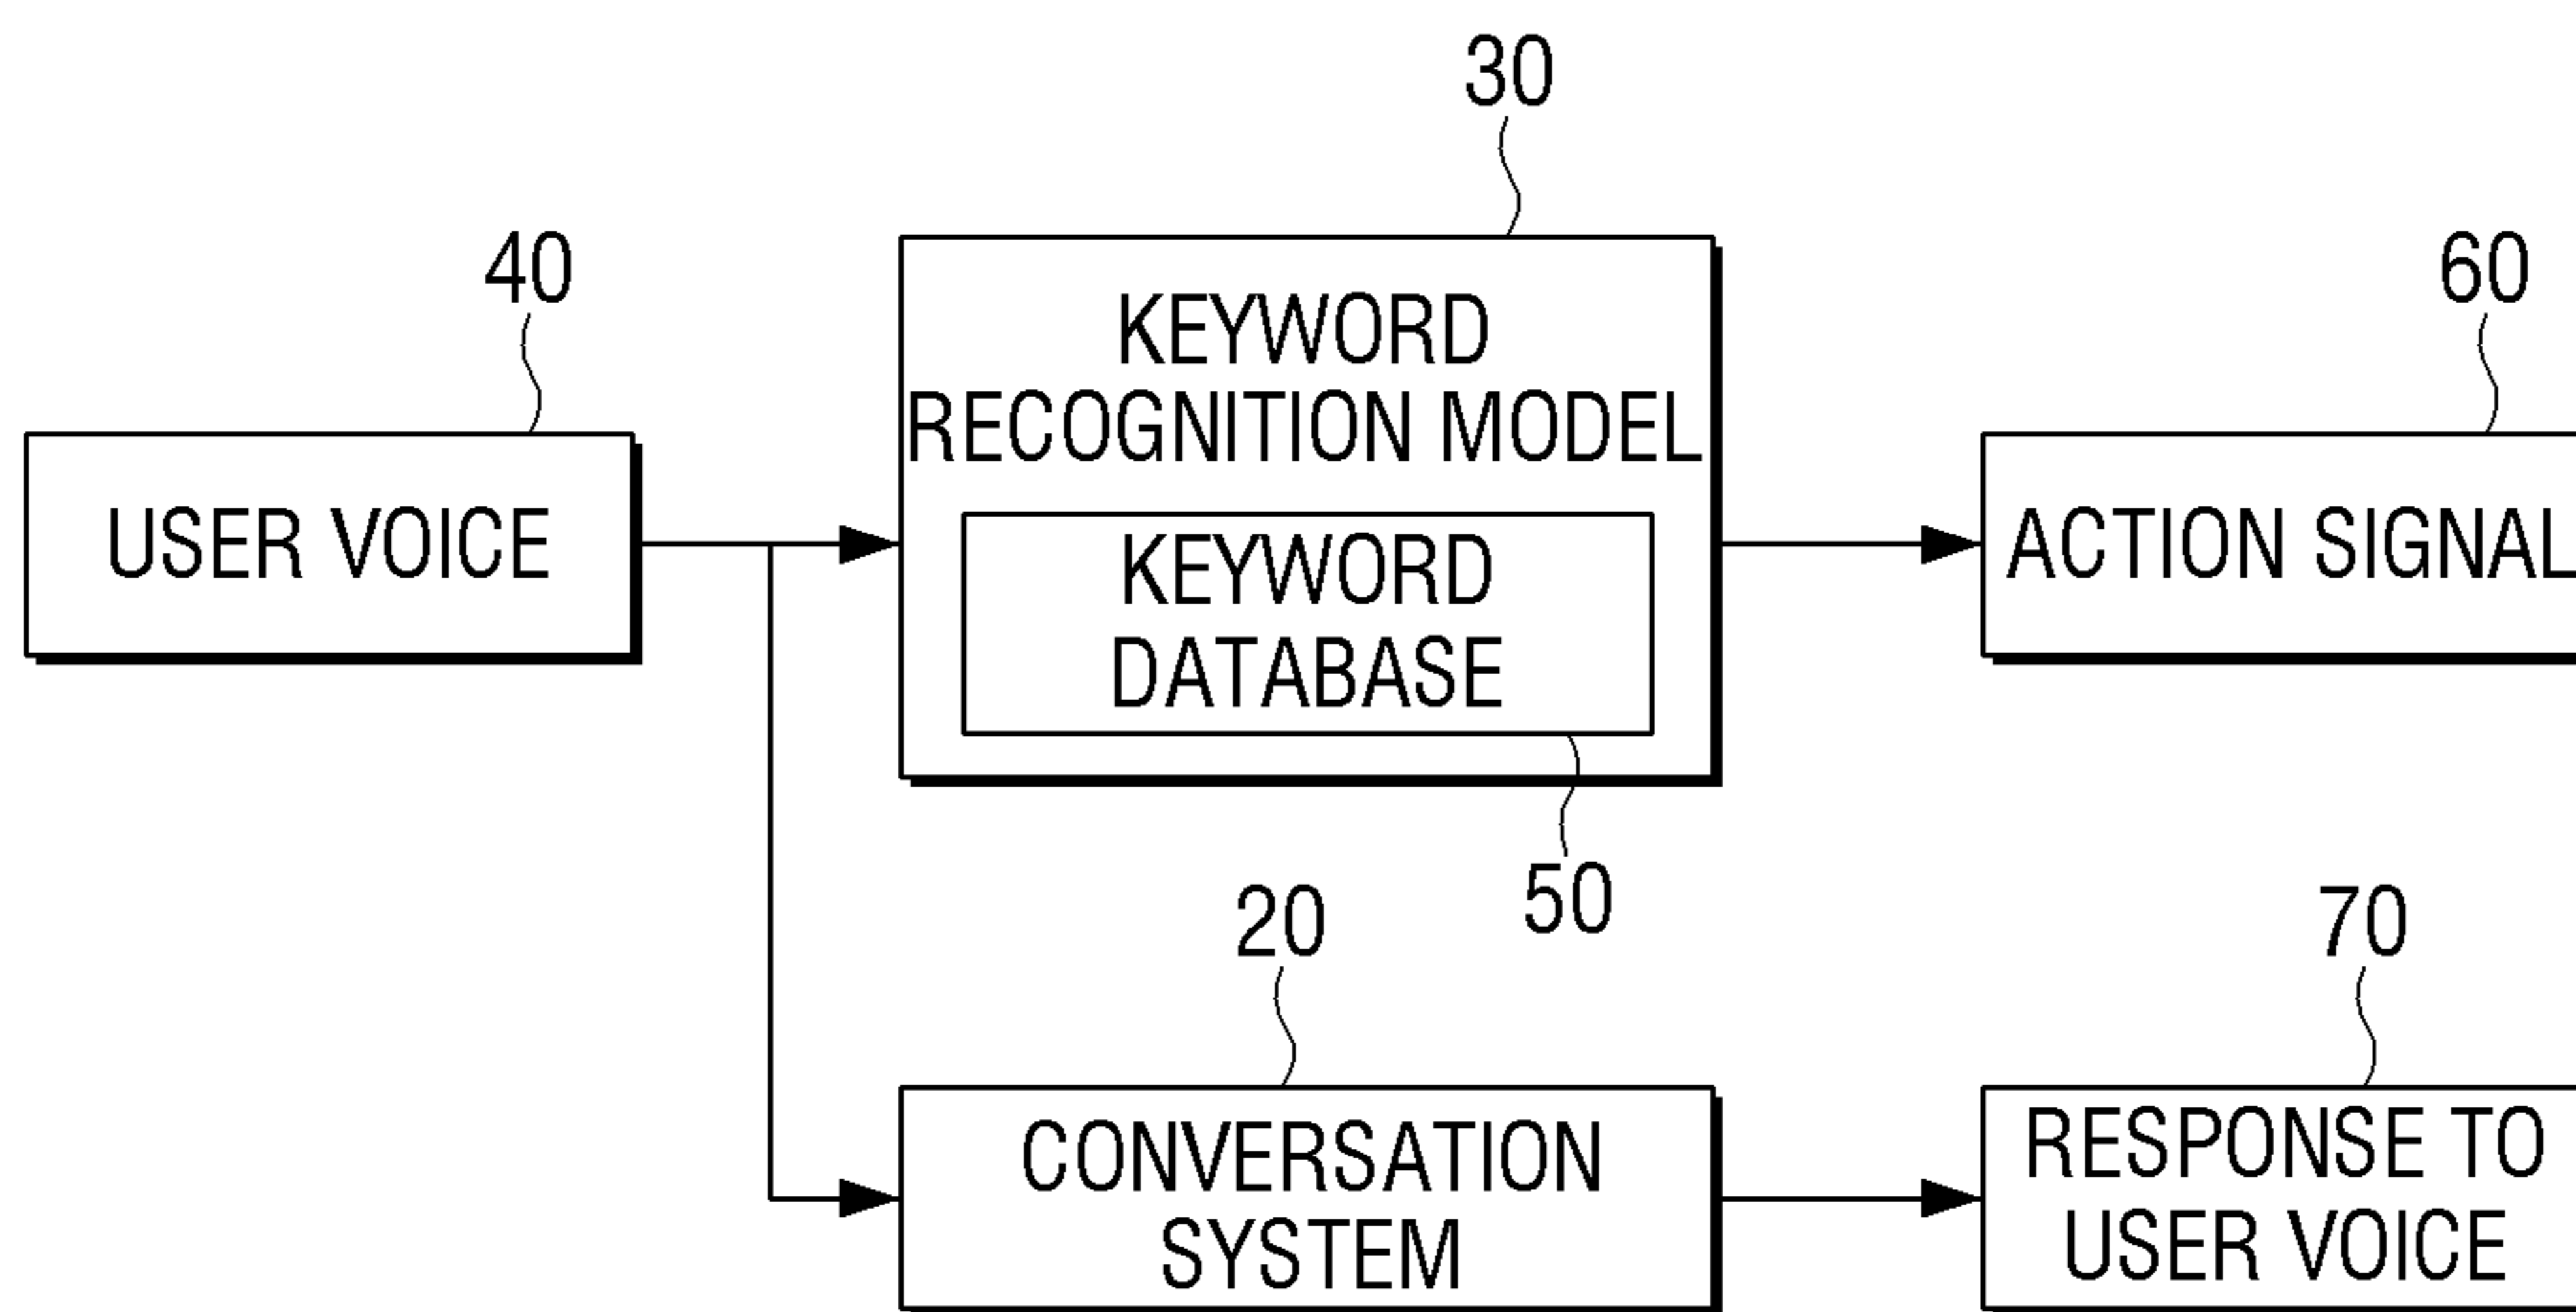 30
40
60
KEYWORD
RECOGNITION MODEL
USER VOICE
KEYWORD
DATABASE
ACTION SIGNAL
50
20
70
CONVERSATION
SYSTEM
RESPONSE TO
USER VOICE